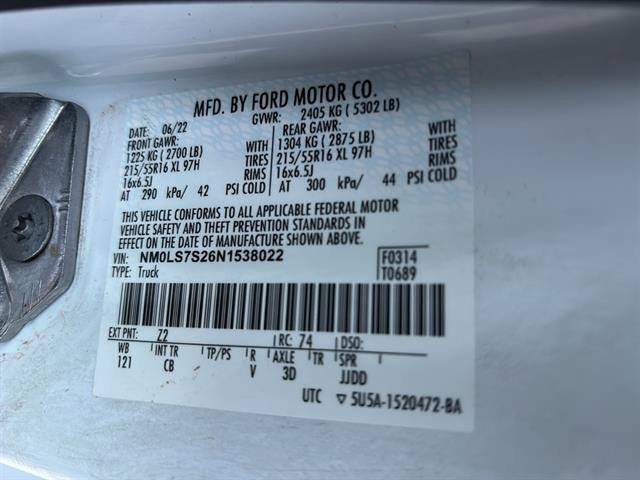 MFD. BY FORD MOTOR CO.
DATE: 06/22 GVWR: 2405 KG ( 5302 LB)
FRONT GAWR: REAR GAWR: WITH
1225 KG ( 2700 LB) WITH 1304 KG ( 2875 LB) TIRES
215/55R16 XL 97H TIRES 215/55R16 XL 97H RIMS
16x6.5J RIMS 16x6.5J
AT 290 kPa/ 42 PSI COLD AT 300 kPa/ 44 PSI COLD
THIS VEHICLE CONFORMS TO ALL APPLICABLE FEDERAL MOTOR
VEHICLE SAFETY AND THEFT PREVENTION STANDARDS IN
EFFECT ON THE DATE OF MANUFACTURE SHOWN ABOVE.
VIN: NM0LS7S26N1538022 F0314
TYPE: Truck T0689
EXT PNT: Z2 RC: 74 DSO:
WB INT TR TP/PS R AXLE TR SPR
121 CB V 3D JJDD
UTC ▽ 5U5A-1520472-BA